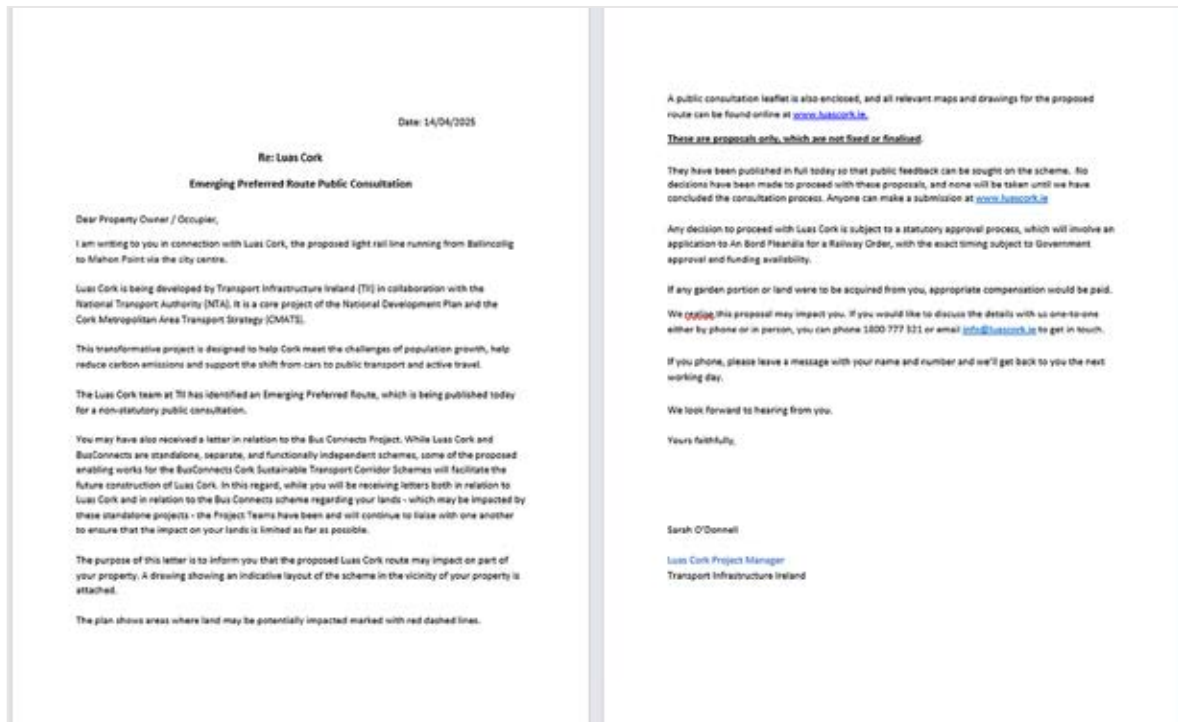 Date: 14/04/2025
Re: Luas Cork
Emerging Preferred Route Public Consultation
Dear Property Owner / Occupier,
I am writing to you in connection with Luas Cork, the proposed light rail line running from Ballincollig
to Mahon Point via the city centre.
Luas Cork is being developed by Transport Infrastructure Ireland (TII) in collaboration with the
National Transport Authority (NTA). It is a core project of the National Development Plan and the
Cork Metropolitan Area Transport Strategy (CMATS).
This transformative project is designed to help Cork meet the challenges of population growth, help
reduce carbon emissions and support the shift from cars to public transport and active travel.
The Luas Cork team at TII has identified an Emerging Preferred Route, which is being published today
for a non-statutory public consultation.
You may have also received a letter in relation to the Bus Connects Project. While Luas Cork and
BusConnects are standalone, separate, and functionally independent schemes, some of the proposed
enabling works for the BusConnects Cork Sustainable Transport Corridor Schemes will facilitate the
future construction of Luas Cork. In this regard, while you will be receiving letters both in relation to
Luas Cork and in relation to the Bus Connects scheme regarding your lands - which may be impacted by
these standalone projects - the Project Teams have been and will continue to liaise with one another
to ensure that the impact on your lands is limited as far as possible.
The purpose of this letter is to inform you that the proposed Luas Cork route may impact on part of
your property. A drawing showing an indicative layout of the scheme in the vicinity of your property is
attached.
The plan shows areas where land may be potentially impacted marked with red dashed lines.
A public consultation leaflet is also enclosed, and all relevant maps and drawings for the proposed
route can be found online at www.luascork.ie.
These are proposals only, which are not fixed or finalised.
They have been published in full today so that public feedback can be sought on the scheme. No
decisions have been made to proceed with these proposals, and none will be taken until we have
concluded the consultation process. Anyone can make a submission at www.luascork.ie
Any decision to proceed with Luas Cork is subject to a statutory approval process, which will involve an
application to An Bord Pleanála for a Railway Order, with the exact timing subject to Government
approval and funding availability.
If any garden portion or land were to be acquired from you, appropriate compensation would be paid.
We realise this proposal may impact you. If you would like to discuss the details with us one-to-one
either by phone or in person, you can phone 1800 777 321 or email info@luascork.ie to get in touch.
If you phone, please leave a message with your name and number and we'll get back to you the next
working day.
We look forward to hearing from you.
Yours faithfully,
Sarah O'Donnell
Luas Cork Project Manager
Transport Infrastructure Ireland